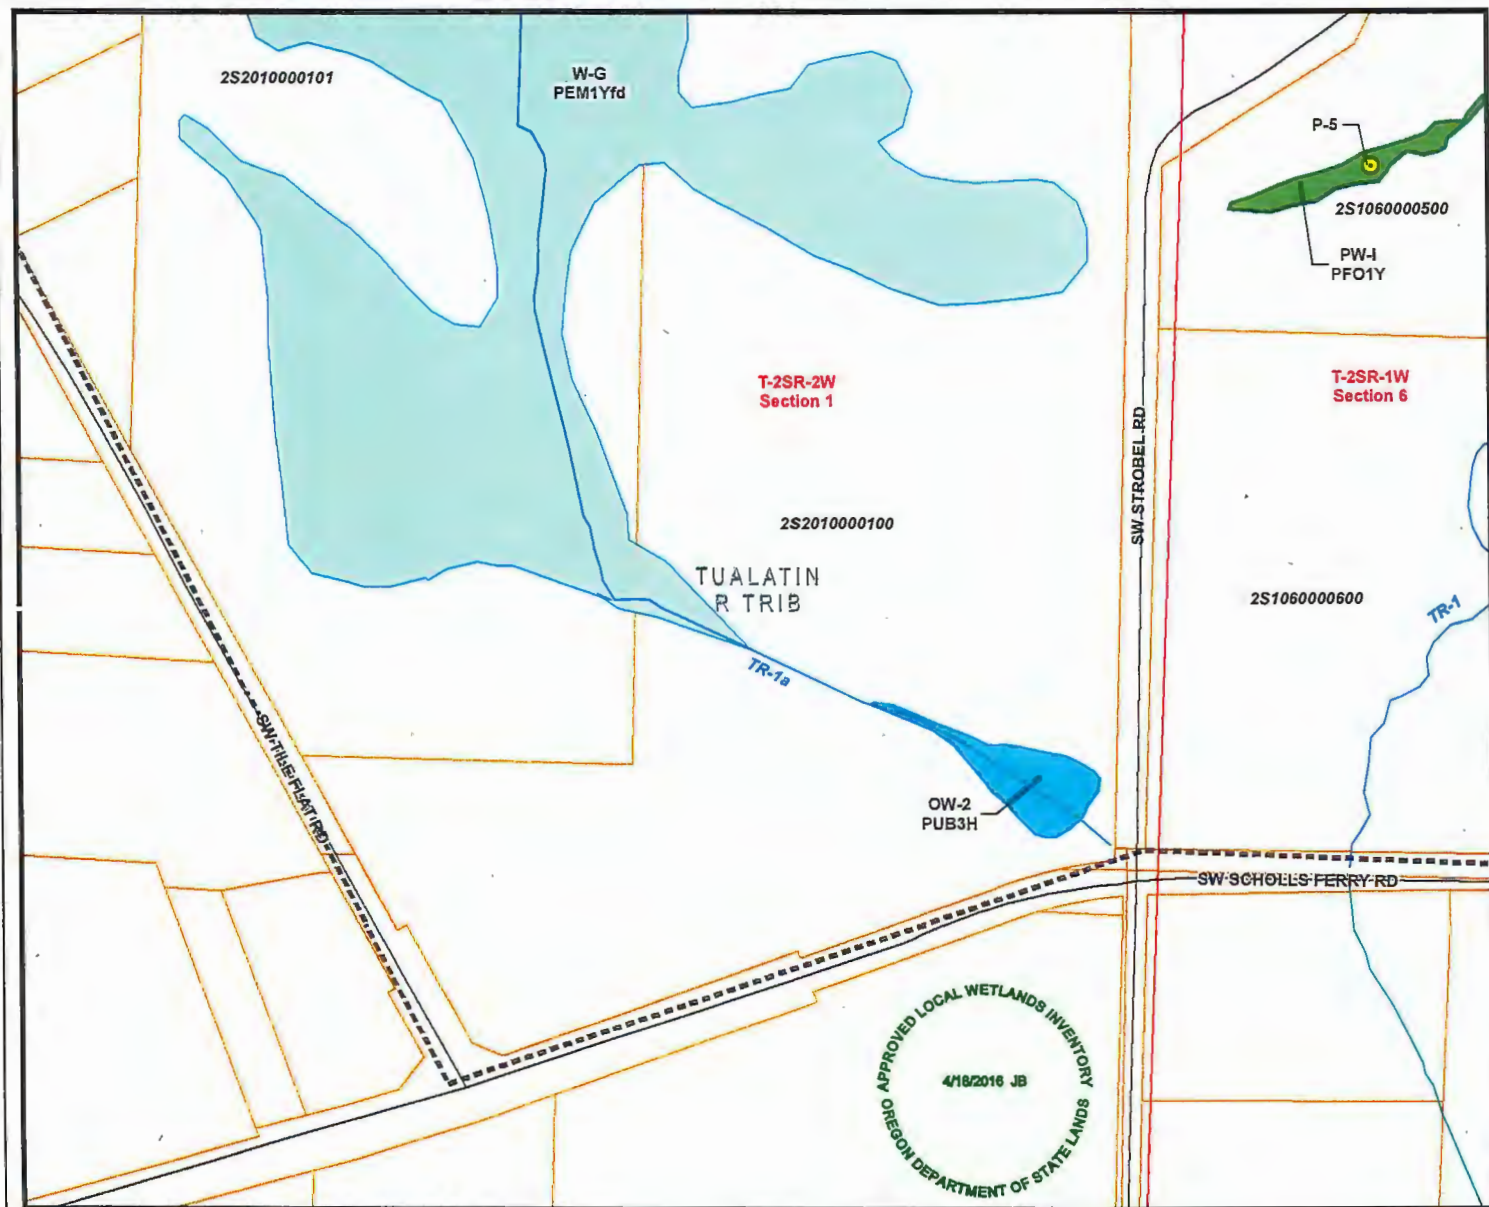 2S2010000101
W-G
PEM1Yfd
P-5
2S1060000500
PW-I
PFO1Y
T-2SR-2W
Section 1
T-2SR-1W
Section 6
SW STROBEL RD
2S2010000100
TUALATIN
R TRIB
2S1060000600
TR-1
TR-1a
SW TILE FLAT RD
OW-2
PUB3H
SW SCHOLLS FERRY RD
APPROVED LOCAL WETLANDS INVENTORY
4/18/2016 JB
OREGON DEPARTMENT OF STATE LANDS